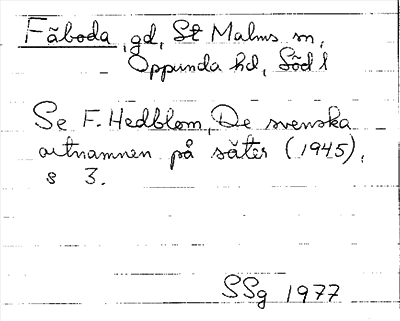 Fäboda, gd, St Malms sn,
Oppunda hd, Söd l
Se F. Hedblom, De svenska
ortnamnen på säter (1945),
s 3.
SSg 1977